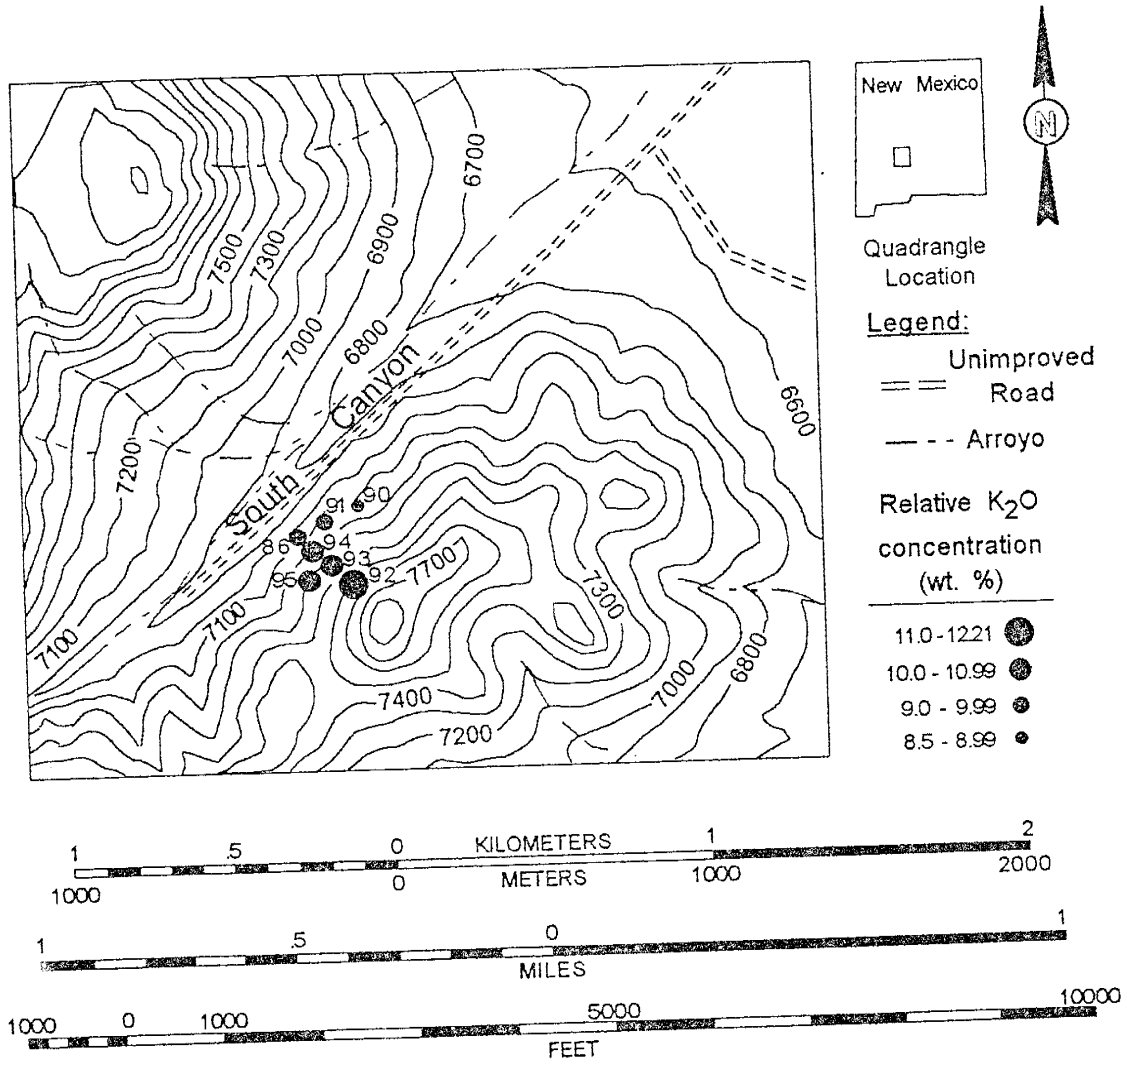 New Mexico
N
Quadrangle
Location
Legend:
Unimproved
Road
Arroyo
Relative K2O
concentration
(wt. %)
11.0 - 12.21
10.0 - 10.99
9.0 - 9.99
8.5 - 8.99
6700
6900
7500
7300
7000
6800
Canyon
6600
7200
South
91
90
86
94
93
95
92
7700
7300
7100
7100
7400
7200
7000
6800
1 .5 0 KILOMETERS 1 2
1000 0 METERS 1000 2000
1 .5 0 1
MILES
1000 0 1000 5000 10000
FEET